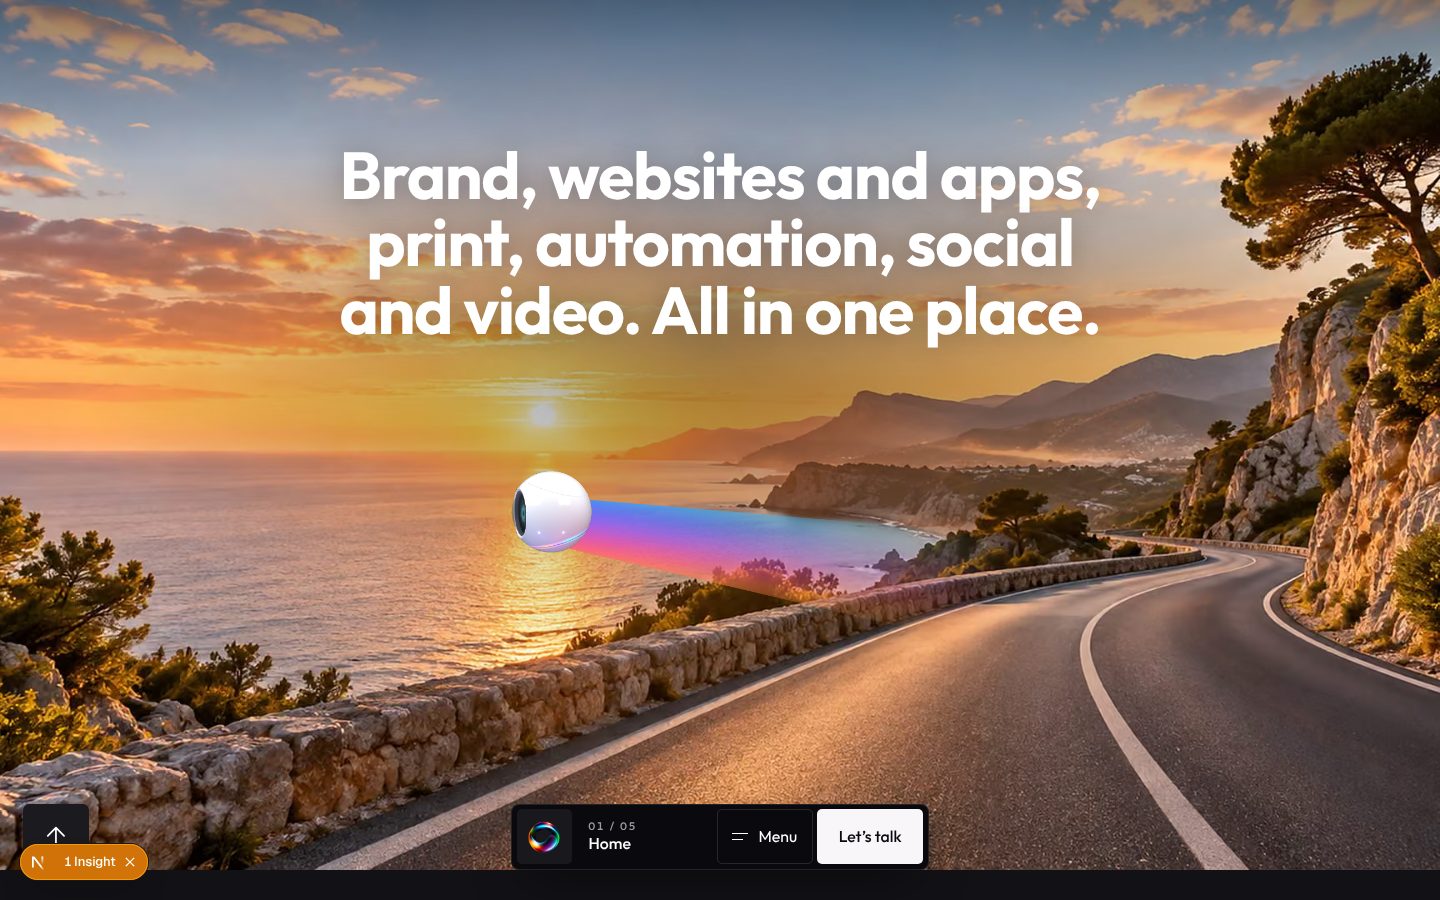 Brand, websites and apps,
print, automation, social
and video. All in one place.
01 / 05
Home
Menu
Let’s talk
N
1 Insight